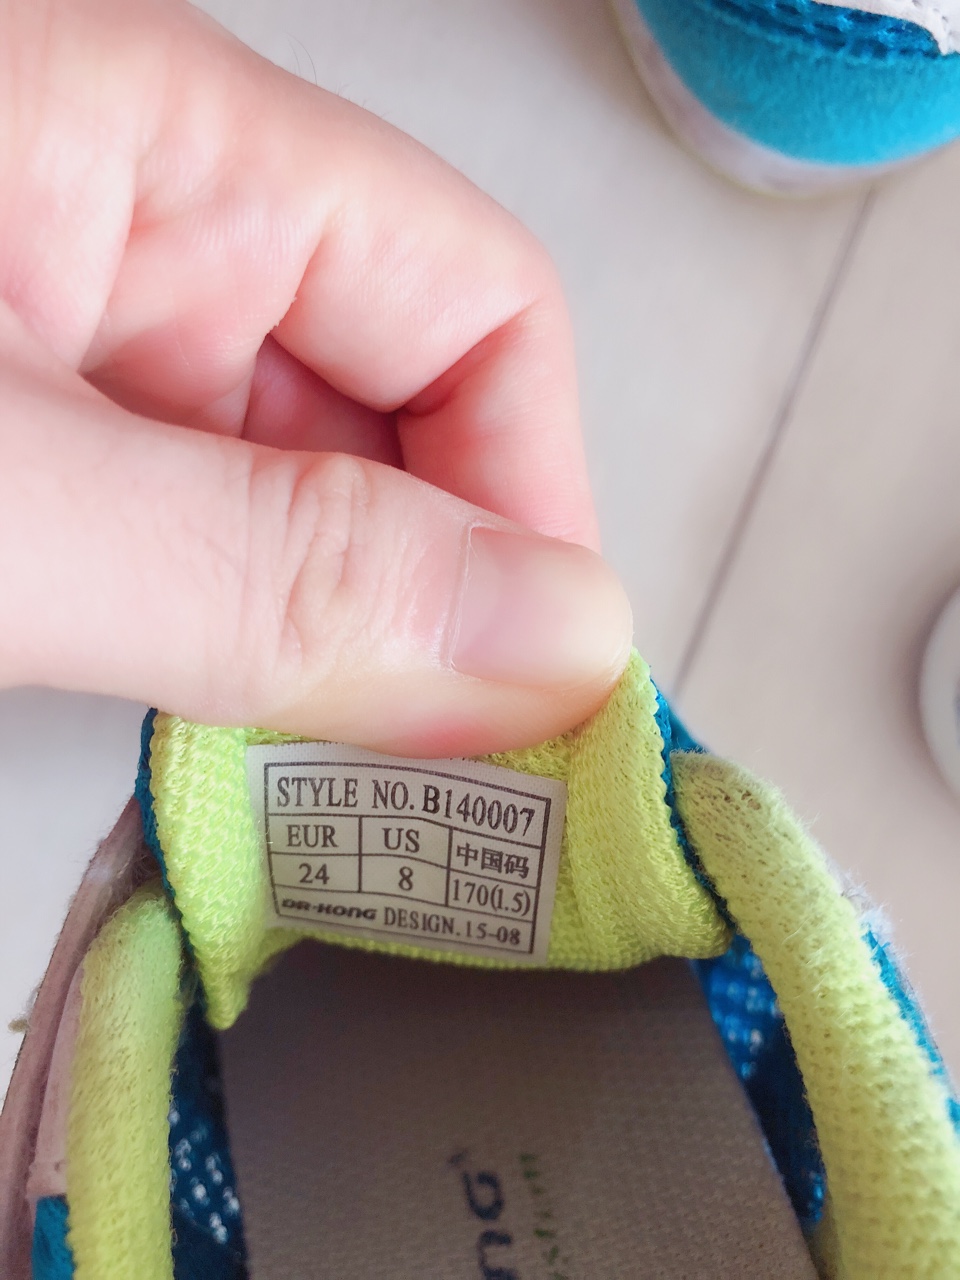 STYLE NO. B140007
EUR US 中国码
24 8 170(1.5)
DR-KONG DESIGN.15-08